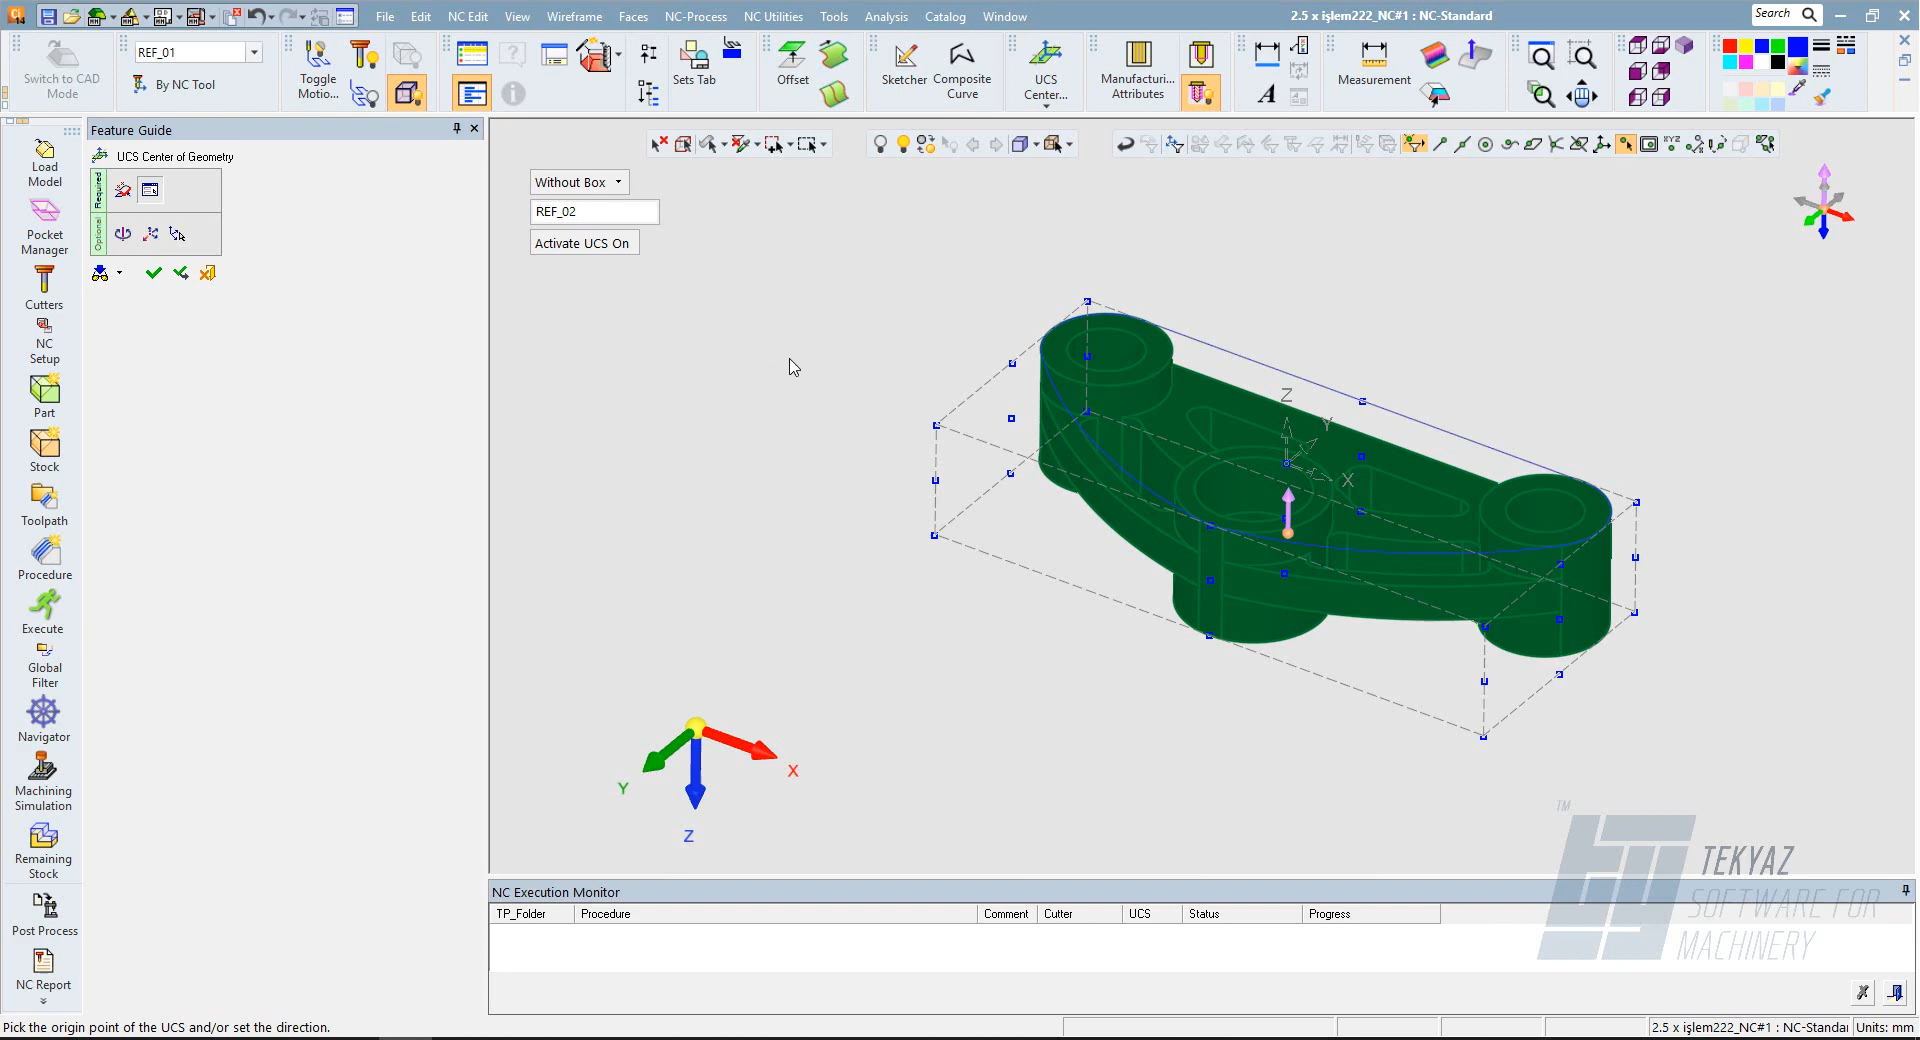 File Edit NC Edit View Wireframe Faces NC-Process NC Utilities Tools Analysis Catalog Window
2.5 x işlem222_NC#1 : NC-Standard
Search
Switch to CAD
Mode
REF_01
By NC Tool
Toggle
Motio...
Sets Tab
Offset
Sketcher
Composite
Curve
UCS
Center...
Manufacturi...
Attributes
A
Measurement
Feature Guide
UCS Center of Geometry
Required
Optional
Load
Model
Pocket
Manager
Cutters
NC
Setup
Part
Stock
Toolpath
Procedure
Execute
Global
Filter
Navigator
Machining
Simulation
Remaining
Stock
Post Process
NC Report
XYZ
Without Box
REF_02
Activate UCS On
Z
Y
X
X
Y
Z
TM
TEKYAZ
SOFTWARE FOR
MACHINERY
NC Execution Monitor
TP_Folder Procedure Comment Cutter UCS Status Progress
Pick the origin point of the UCS and/or set the direction.
2.5 x işlem222_NC#1 : NC-Standar
Units: mm